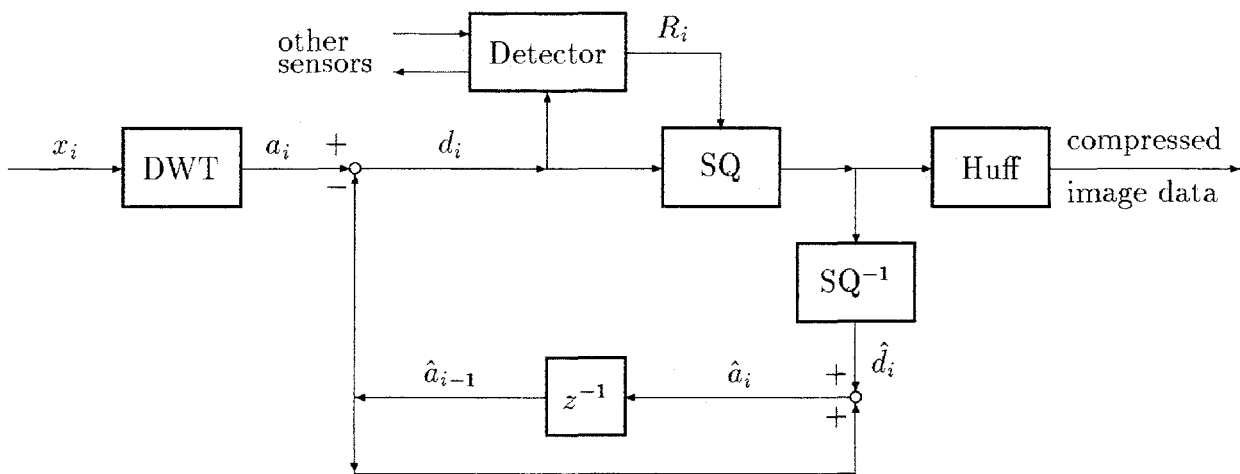 other
sensors
Detector
R_i
x_i
DWT
a_i
+
−
d_i
SQ
Huff
compressed
image data
SQ⁻¹
d̂_i
â_{i−1}
z⁻¹
â_i
+
+